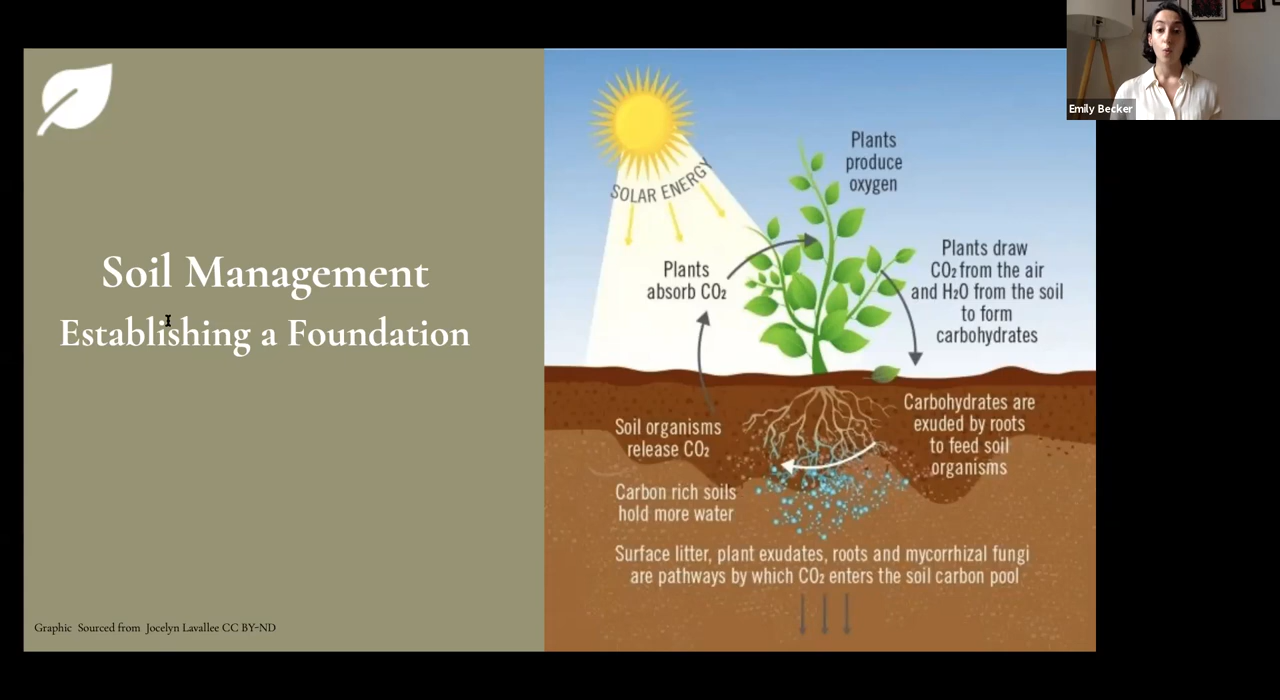 Emily Becker
Soil Management
Establishing a Foundation
Graphic Sourced from Jocelyn Lavallee CC BY-ND
SOLAR ENERGY
Plants
produce
oxygen
Plants
absorb CO₂
Plants draw
CO₂ from the air
and H₂O from the soil
to form
carbohydrates
Soil organisms
release CO₂
Carbohydrates are
exuded by roots
to feed soil
organisms
Carbon rich soils
hold more water
Surface litter, plant exudates, roots and mycorrhizal fungi
are pathways by which CO₂ enters the soil carbon pool